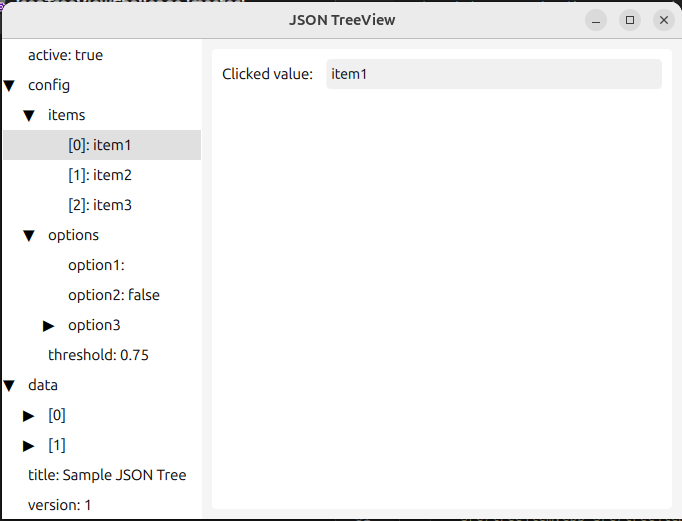 JSON TreeView
active: true
config
items
[0]: item1
[1]: item2
[2]: item3
options
option1:
option2: false
option3
threshold: 0.75
data
[0]
[1]
title: Sample JSON Tree
version: 1
Clicked value: item1